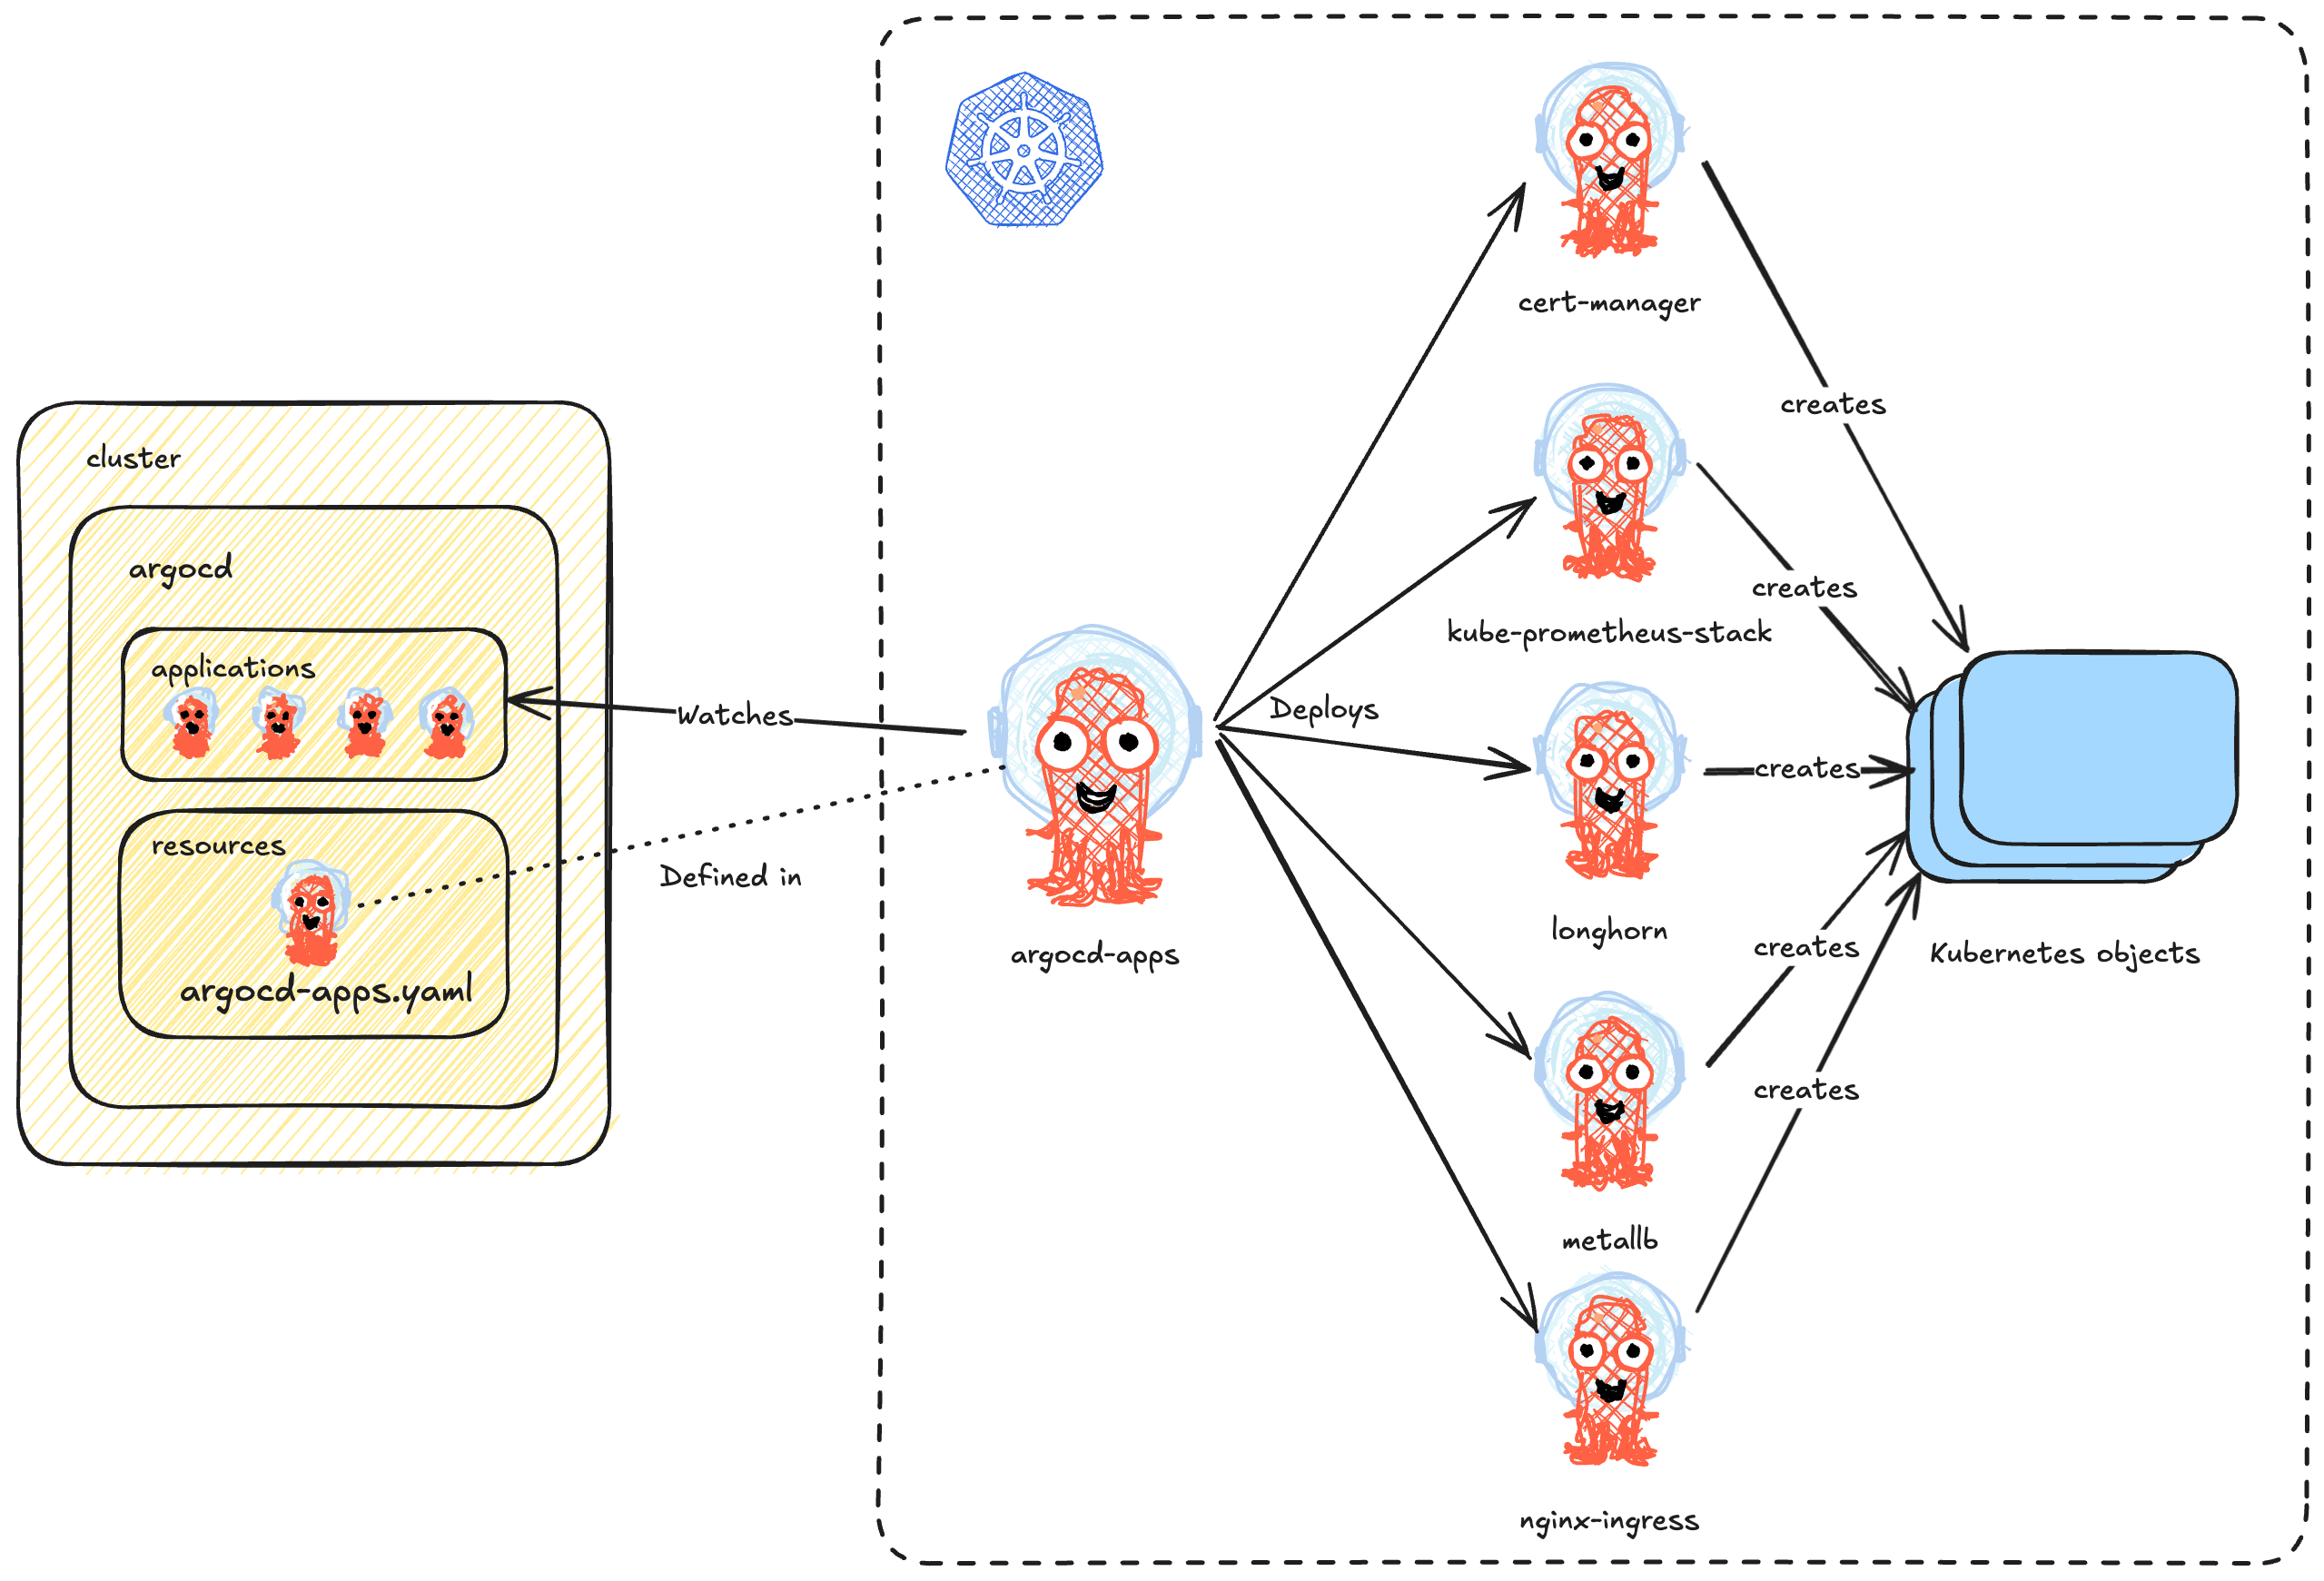 cluster
argocd
applications
resources
argocd-apps.yaml
Watches
Defined in
argocd-apps
Deploys
cert-manager
kube-prometheus-stack
longhorn
metallb
nginx-ingress
creates
creates
creates
creates
creates
Kubernetes objects